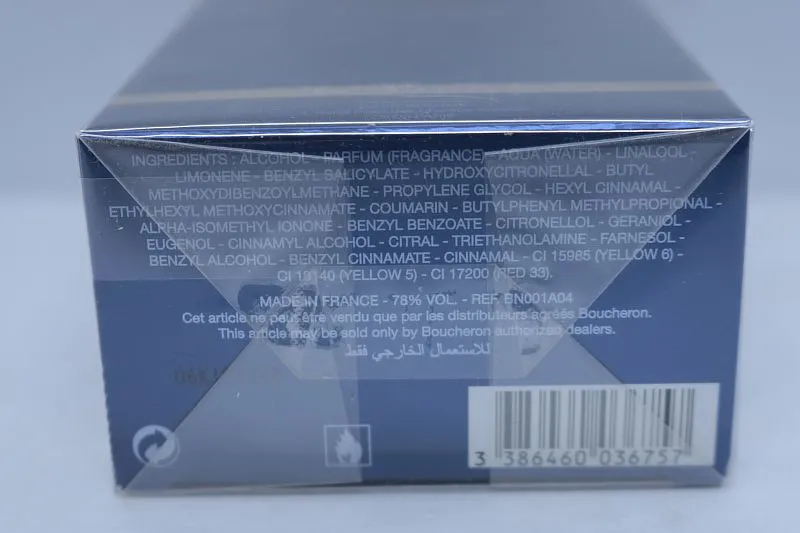 INGREDIENTS : ALCOHOL - PARFUM (FRAGRANCE) - AQUA (WATER) - LINALOOL -
LIMONENE - BENZYL SALICYLATE - HYDROXYCITRONELLAL - BUTYL
METHOXYDIBENZOYLMETHANE - PROPYLENE GLYCOL - HEXYL CINNAMAL -
ETHYLHEXYL METHOXYCINNAMATE - COUMARIN - BUTYLPHENYL METHYLPROPIONAL -
ALPHA-ISOMETHYL IONONE - BENZYL BENZOATE - CITRONELLOL - GERANIOL -
EUGENOL - CINNAMYL ALCOHOL - CITRAL - TRIETHANOLAMINE - FARNESOL -
BENZYL ALCOHOL - BENZYL CINNAMATE - CINNAMAL - CI 15985 (YELLOW 6) -
CI 19140 (YELLOW 5) - CI 17200 (RED 33).
MADE IN FRANCE - 78% VOL. - REF BN001A04
Cet article ne peut être vendu que par les distributeurs agréés Boucheron.
This article may be sold only by Boucheron authorized dealers.
للاستعمال الخارجي فقط
3 386460 036757